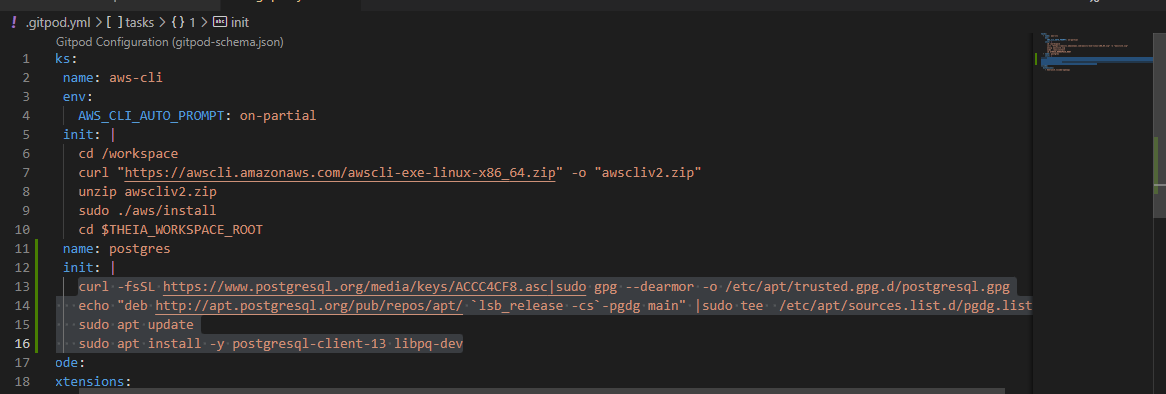 ! .gitpod.yml > [ ] tasks > {} 1 > abc init
Gitpod Configuration (gitpod-schema.json)
1 ks:
2 name: aws-cli
3 env:
4 AWS_CLI_AUTO_PROMPT: on-partial
5 init: |
6 cd /workspace
7 curl "https://awscli.amazonaws.com/awscli-exe-linux-x86_64.zip" -o "awscliv2.zip"
8 unzip awscliv2.zip
9 sudo ./aws/install
10 cd $THEIA_WORKSPACE_ROOT
11 name: postgres
12 init: |
13 curl -fsSL https://www.postgresql.org/media/keys/ACCC4CF8.asc|sudo gpg --dearmor -o /etc/apt/trusted.gpg.d/postgresql.gpg
14 echo "deb http://apt.postgresql.org/pub/repos/apt/ `lsb_release -cs`-pgdg main" |sudo tee  /etc/apt/sources.list.d/pgdg.list
15 sudo apt update
16 sudo apt install -y postgresql-client-13 libpq-dev
17 ode:
18 xtensions: